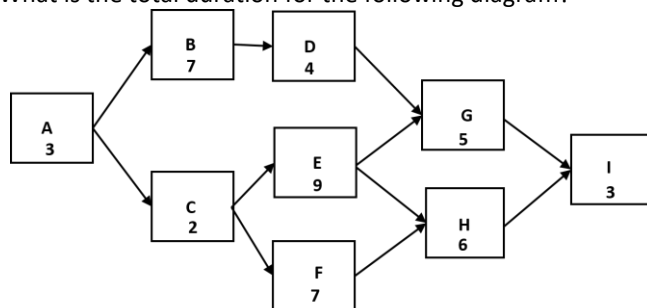 What is the total duration for the following diagram?
B
7
D
4
A
3
G
5
E
9
I
3
C
2
H
6
F
7